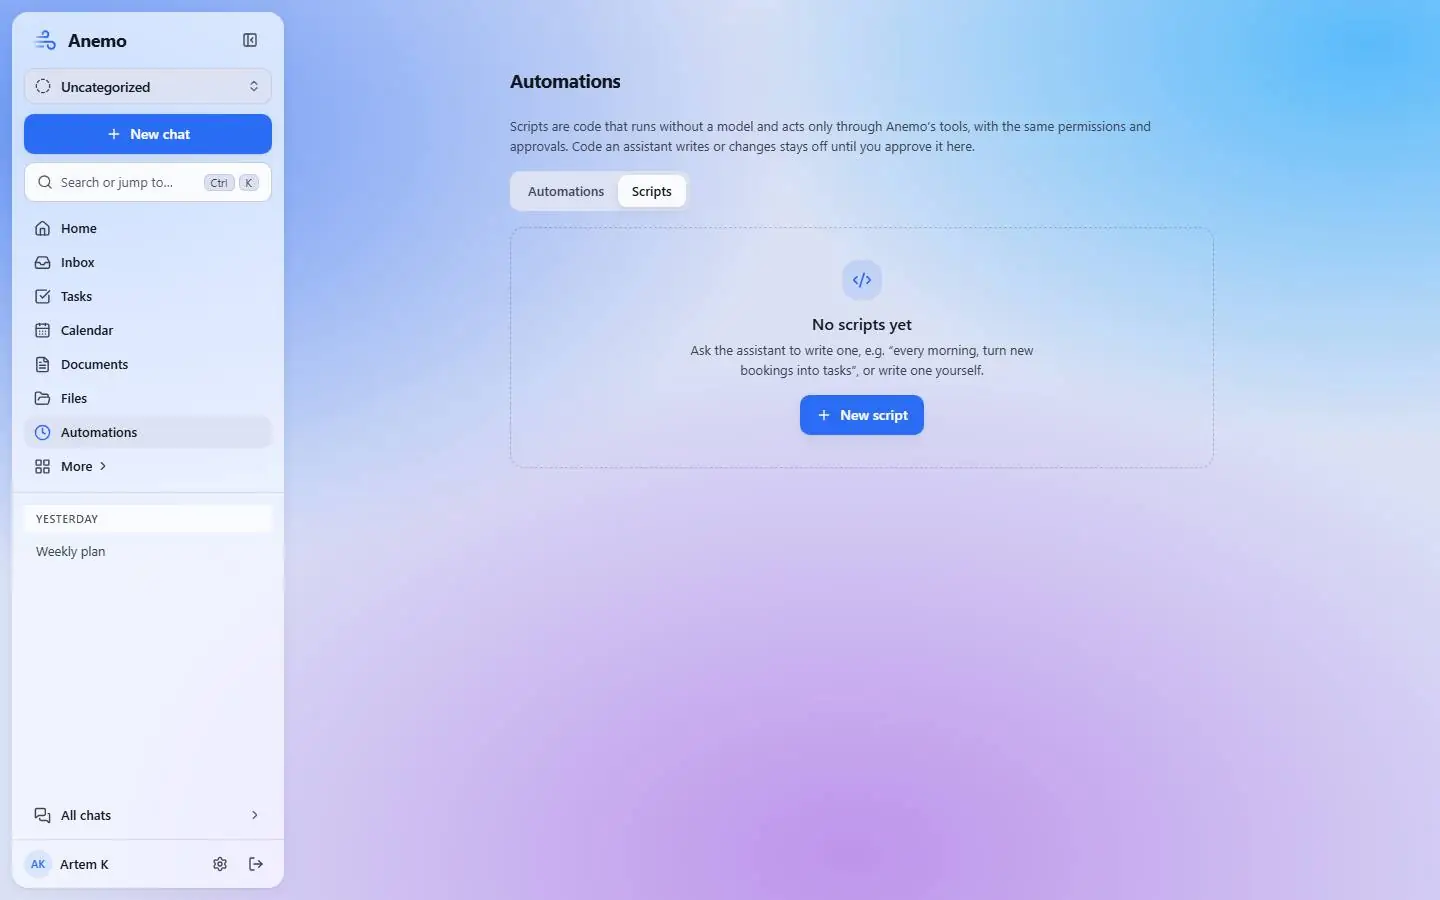 Anemo
Uncategorized
New chat
Search or jump to... Ctrl K
Home
Inbox
Tasks
Calendar
Documents
Files
Automations
More
YESTERDAY
Weekly plan
All chats
AK Artem K
Automations
Scripts are code that runs without a model and acts only through Anemo's tools, with the same permissions and
approvals. Code an assistant writes or changes stays off until you approve it here.
Automations Scripts
No scripts yet
Ask the assistant to write one, e.g. “every morning, turn new
bookings into tasks”, or write one yourself.
New script